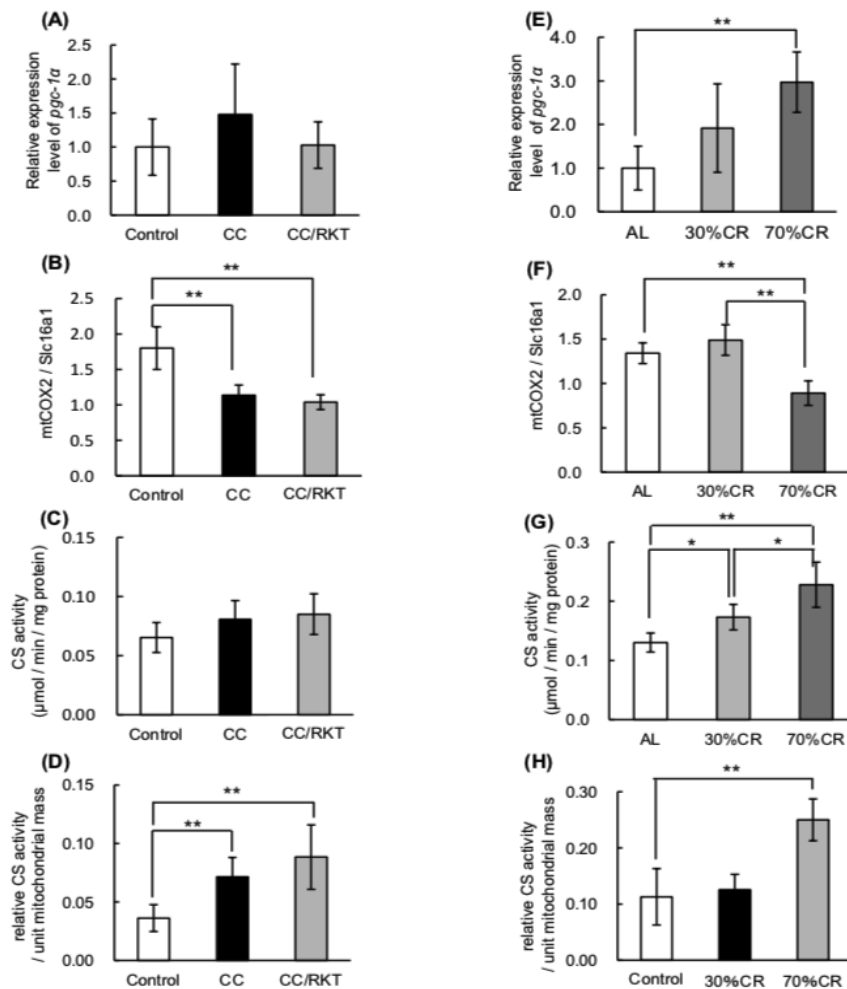 (A)
Relative expression
level of pgc-1α
2.5
2.0
1.5
1.0
0.5
0.0
Control CC CC/RKT
(B)
mtCOX2 / Slc16a1
2.5
2.0
1.5
1.0
0.5
0.0
**
**
Control CC CC/RKT
(C)
CS activity
(μmol / min / mg protein)
0.15
0.10
0.05
0.00
Control CC CC/RKT
(D)
relative CS activity
/ unit mitochondrial mass
0.15
0.10
0.05
0.00
**
**
Control CC CC/RKT
(E)
Relative expression
level of pgc-1α
4.0
3.0
2.0
1.0
0.0
**
AL 30%CR 70%CR
(F)
mtCOX2 / Slc16a1
2.0
1.5
1.0
0.5
0.0
**
**
AL 30%CR 70%CR
(G)
CS activity
(μmol / min / mg protein)
0.3
0.2
0.1
0.0
**
* *
AL 30%CR 70%CR
(H)
relative CS activity
/ unit mitochondrial mass
0.30
0.20
0.10
0.00
**
Control 30%CR 70%CR